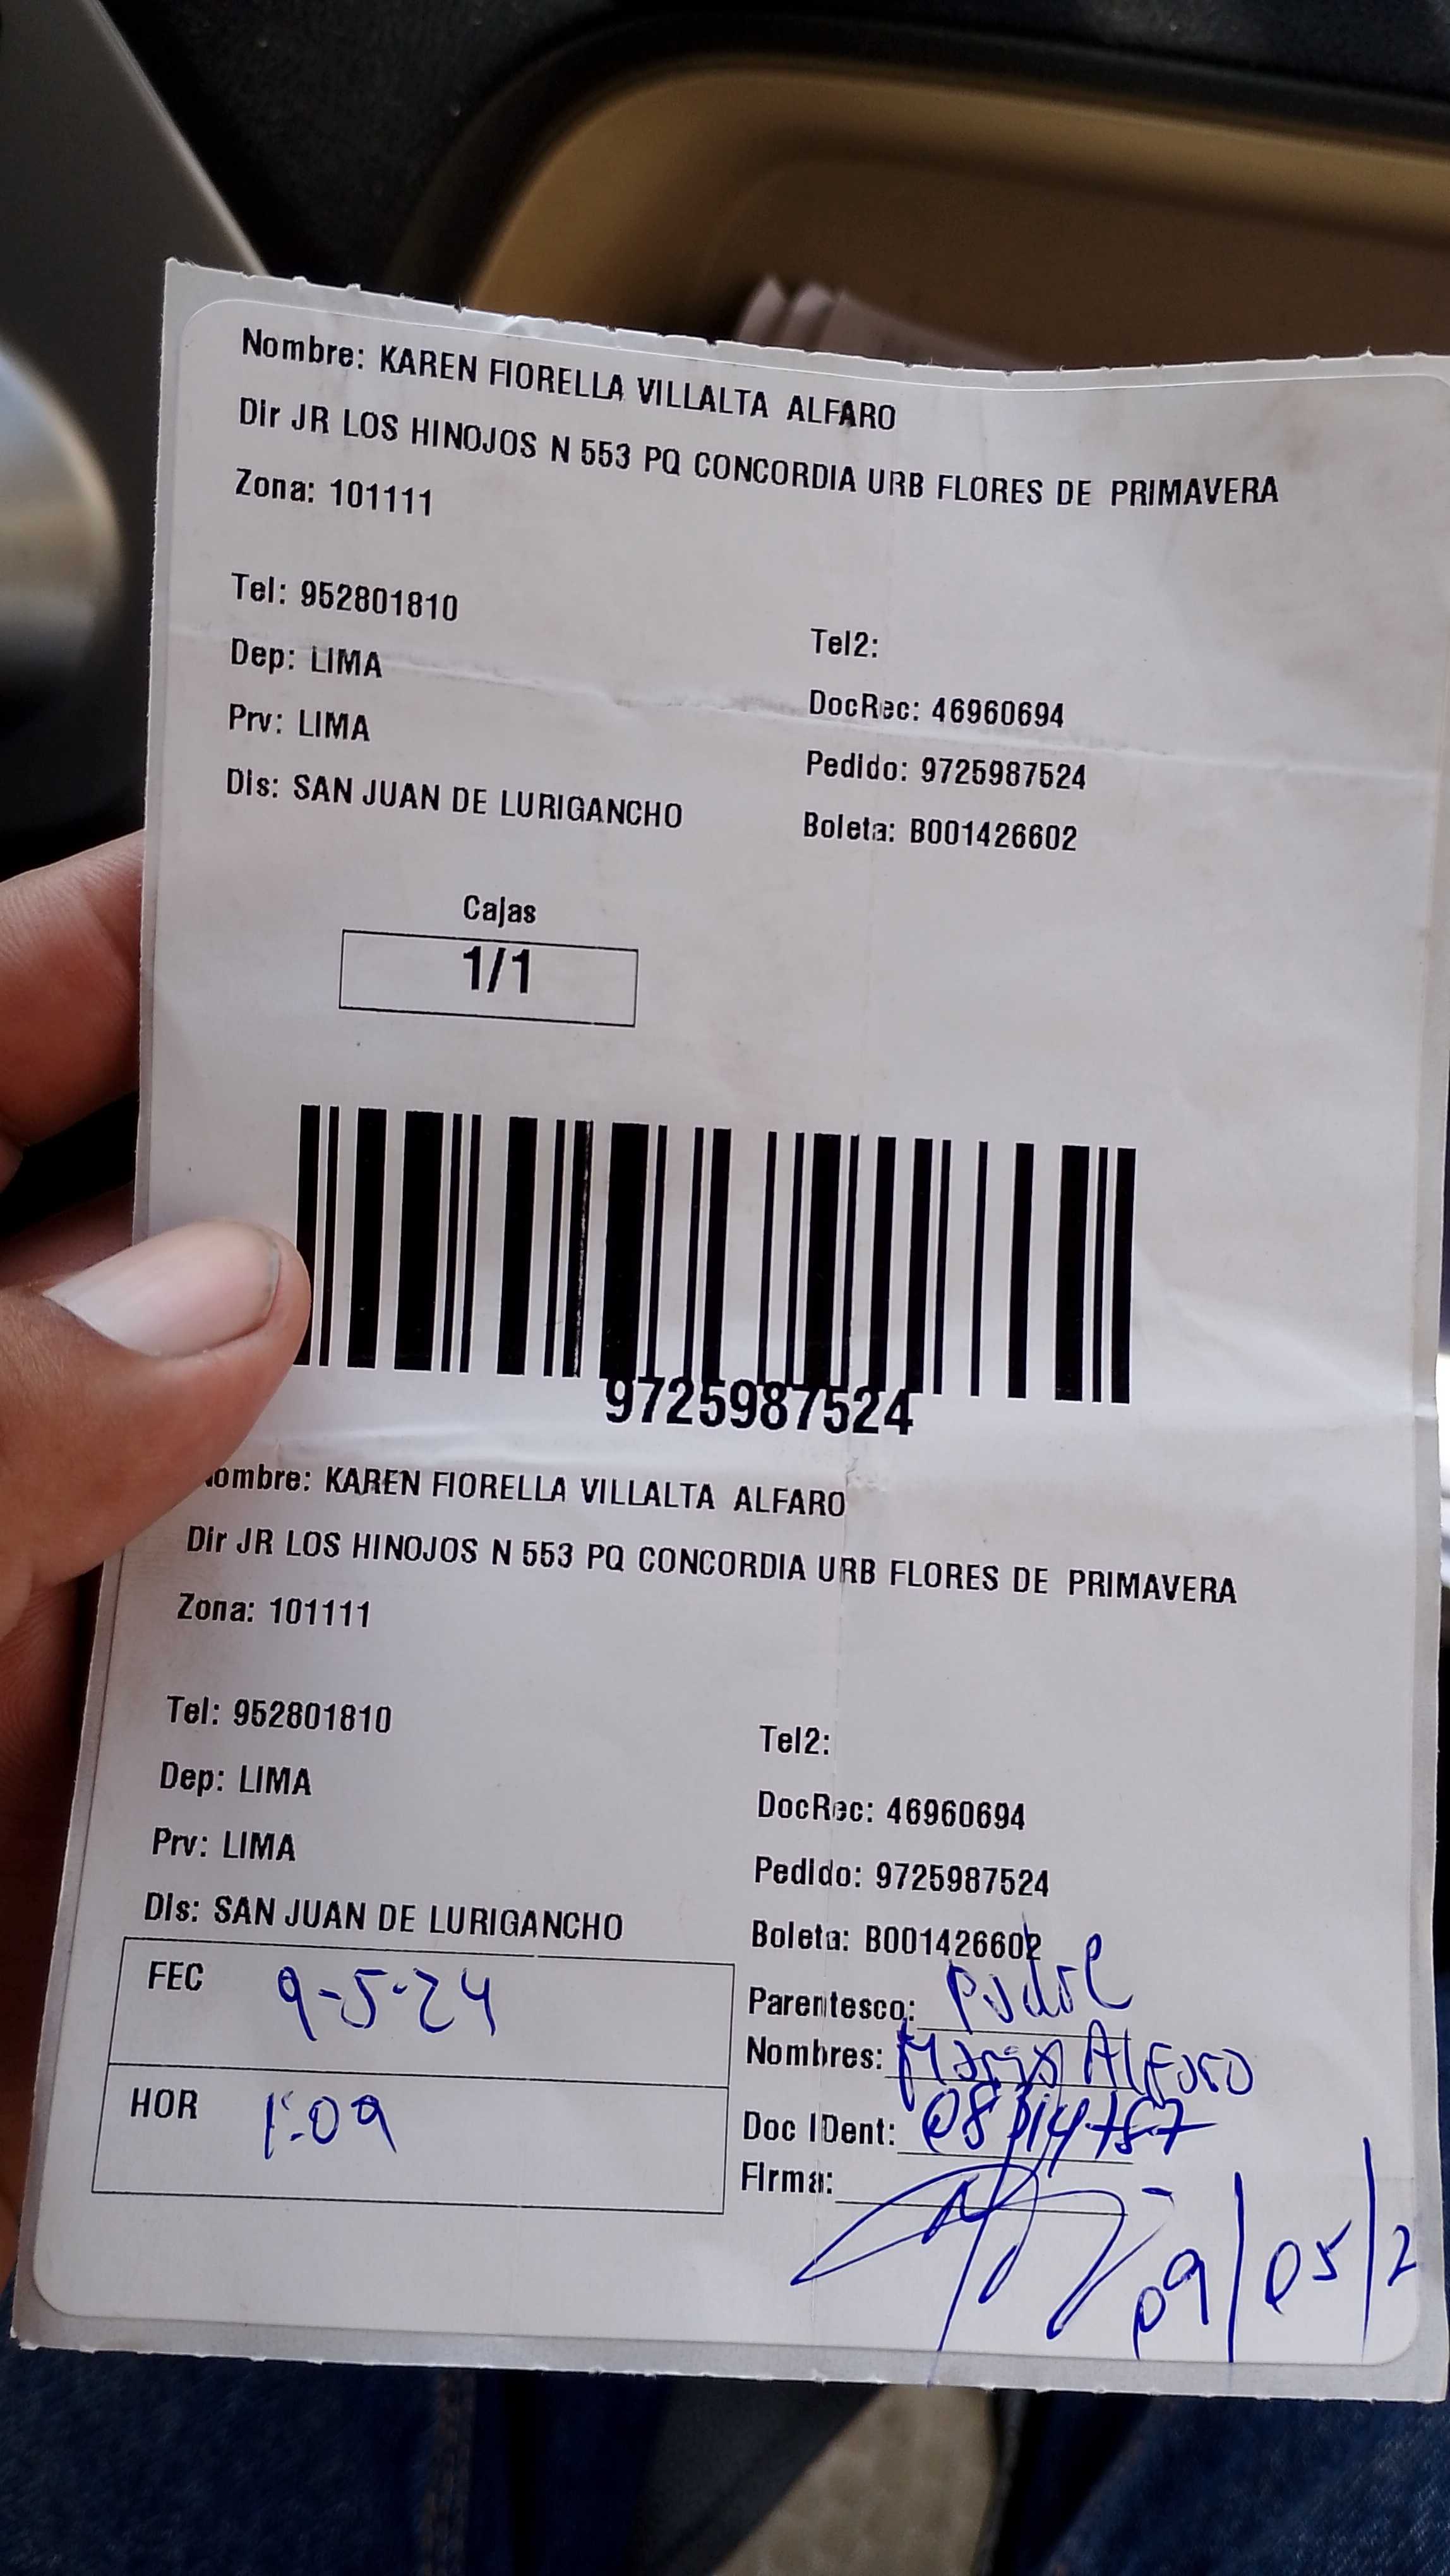 Nombre: KAREN FIORELLA VILLALTA ALFARO
Dir JR LOS HINOJOS N 553 PQ CONCORDIA URB FLORES DE PRIMAVERA
Zona: 101111
Tel: 952801810
Tel2:
Dep: LIMA
DocRec: 46960694
Prv: LIMA
Pedido: 9725987524
Dis: SAN JUAN DE LURIGANCHO
Boleta: B001426602
Cajas
1/1
9725987524
ombre: KAREN FIORELLA VILLALTA ALFARO
Dir JR LOS HINOJOS N 553 PQ CONCORDIA URB FLORES DE PRIMAVERA
Zona: 101111
Tel: 952801810
Tel2:
Dep: LIMA
DocRec: 46960694
Prv: LIMA
Pedido: 9725987524
Dis: SAN JUAN DE LURIGANCHO
Boleta: B001426602
FEC 9-5-24
Parentesco:
Nombres: Alfaro
HOR 1:09
Doc IDent:
Firma:
09/05/2